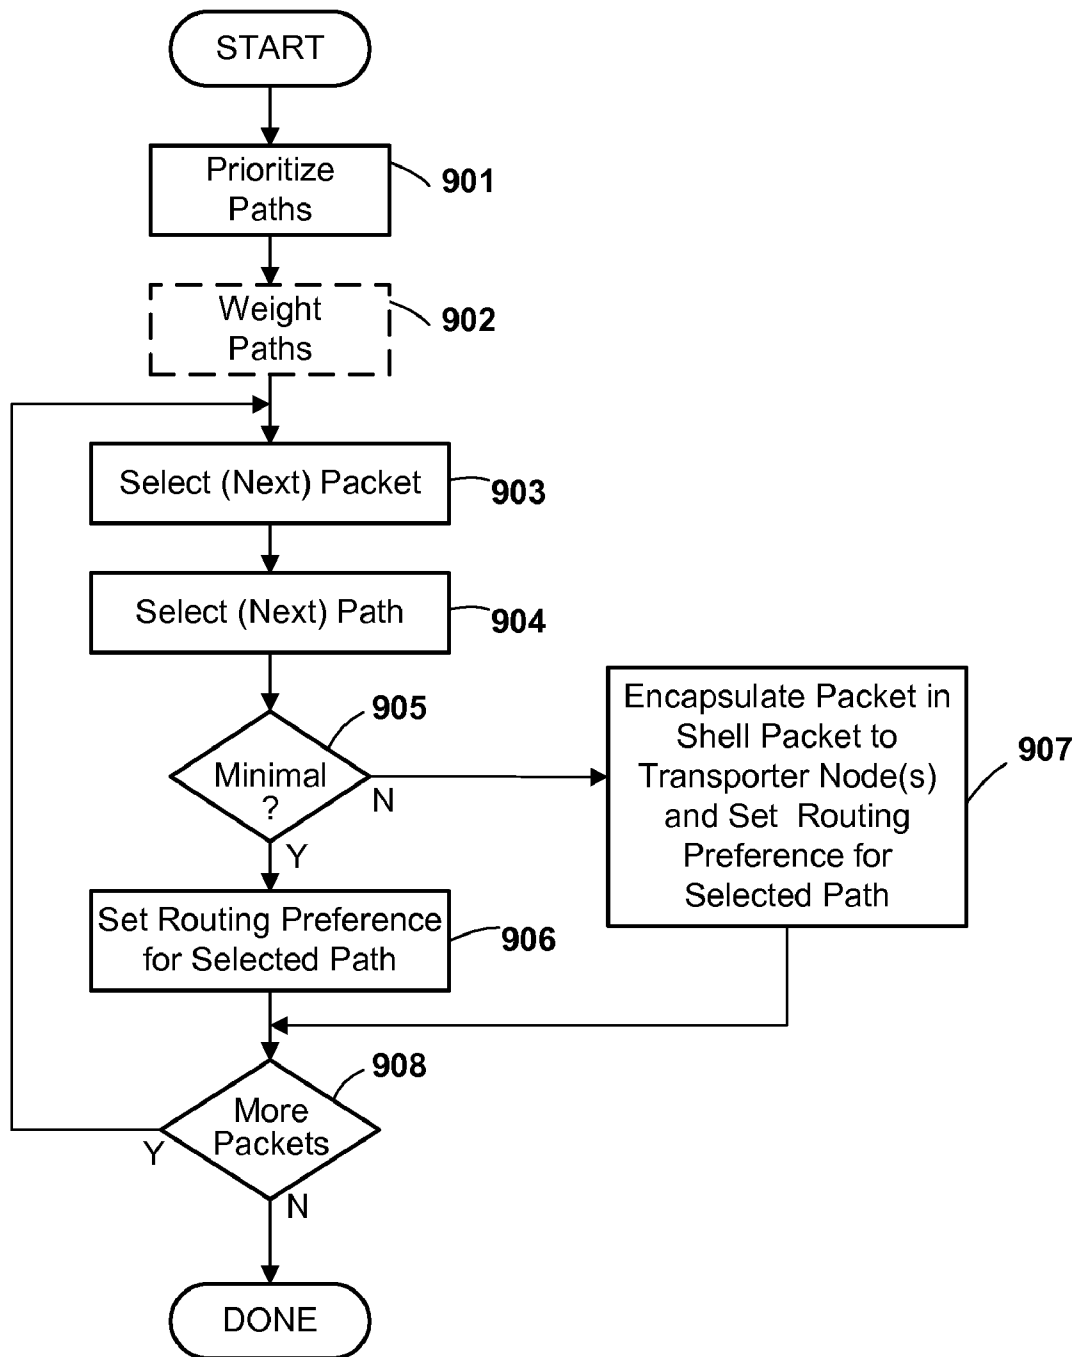 START
Prioritize
Paths
901
Weight
Paths
902
Select (Next) Packet
903
Select (Next) Path
904
905
Minimal
?
N
Y
Encapsulate Packet in
Shell Packet to
Transporter Node(s)
and Set Routing
Preference for
Selected Path
907
Set Routing Preference
for Selected Path
906
908
More
Packets
Y
N
DONE